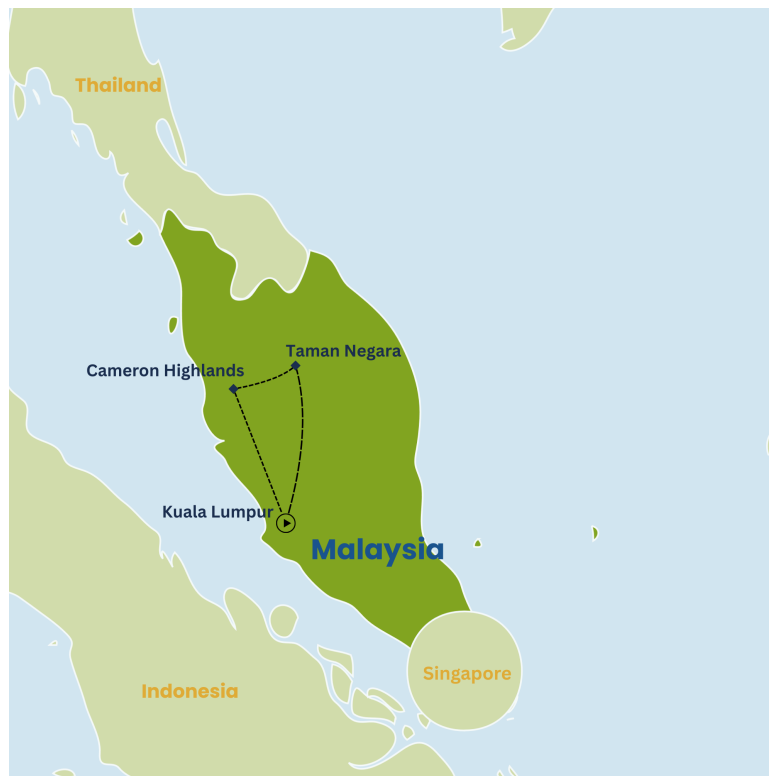 Thailand
Taman Negara
Cameron Highlands
Kuala Lumpur
Malaysia
Singapore
Indonesia